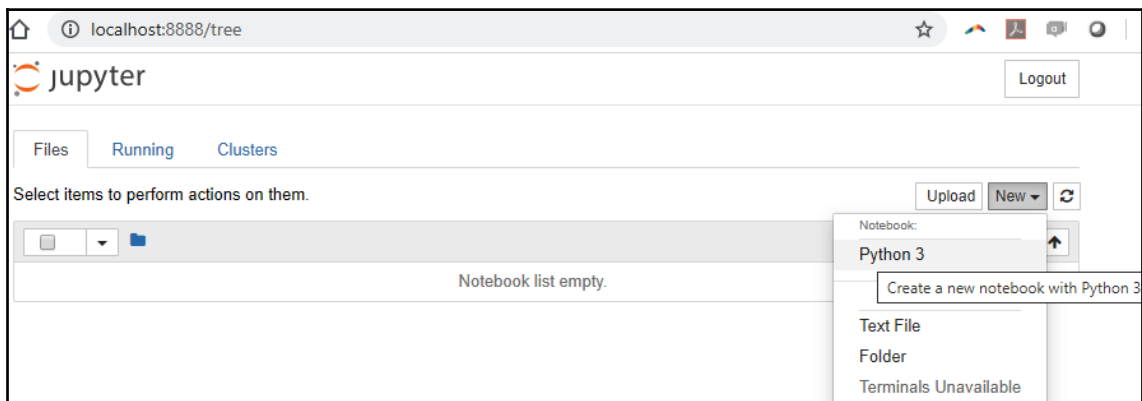 localhost:8888/tree
jupyter
Logout
Files Running Clusters
Select items to perform actions on them.
Upload New
Notebook:
Python 3
Create a new notebook with Python 3
Notebook list empty.
Text File
Folder
Terminals Unavailable